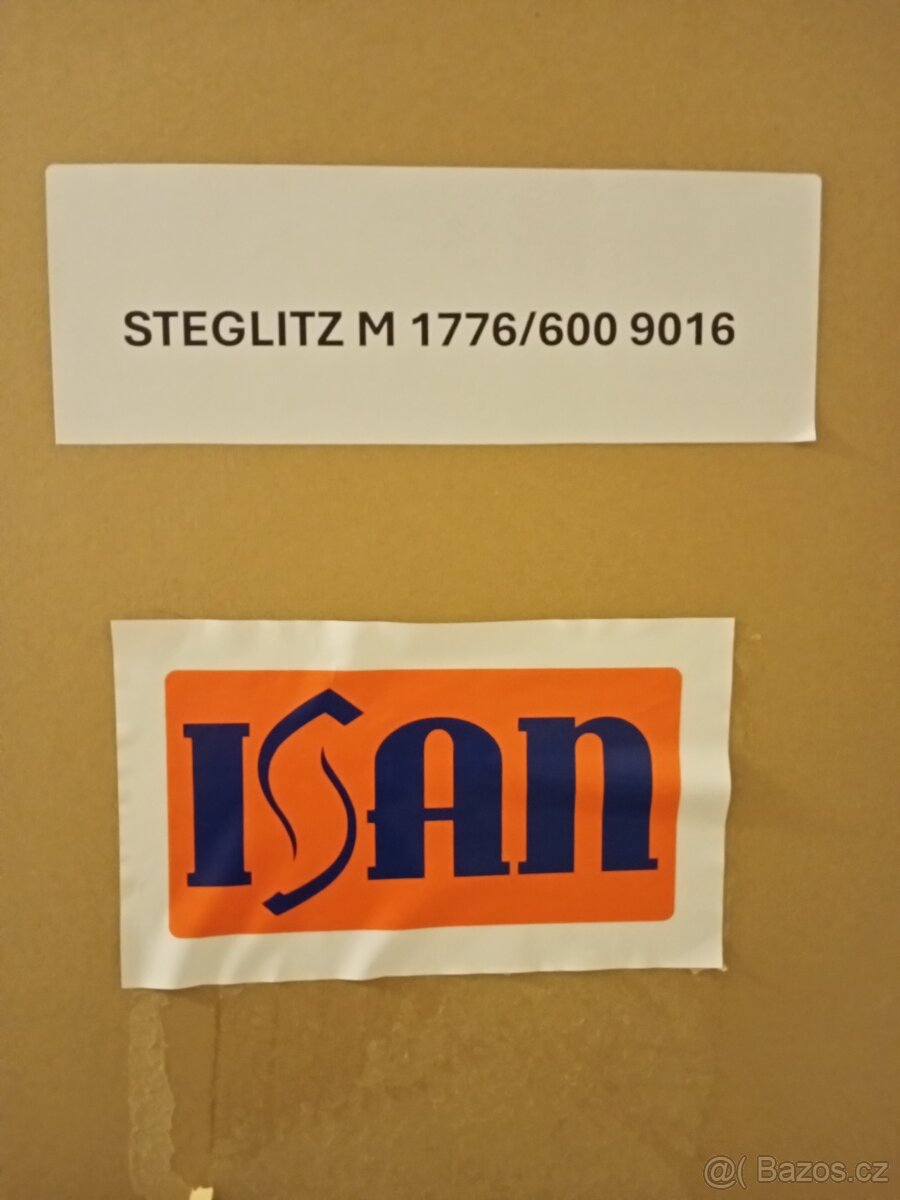 STEGLITZ M 1776/600 9016
ISAN
@( Bazos.cz